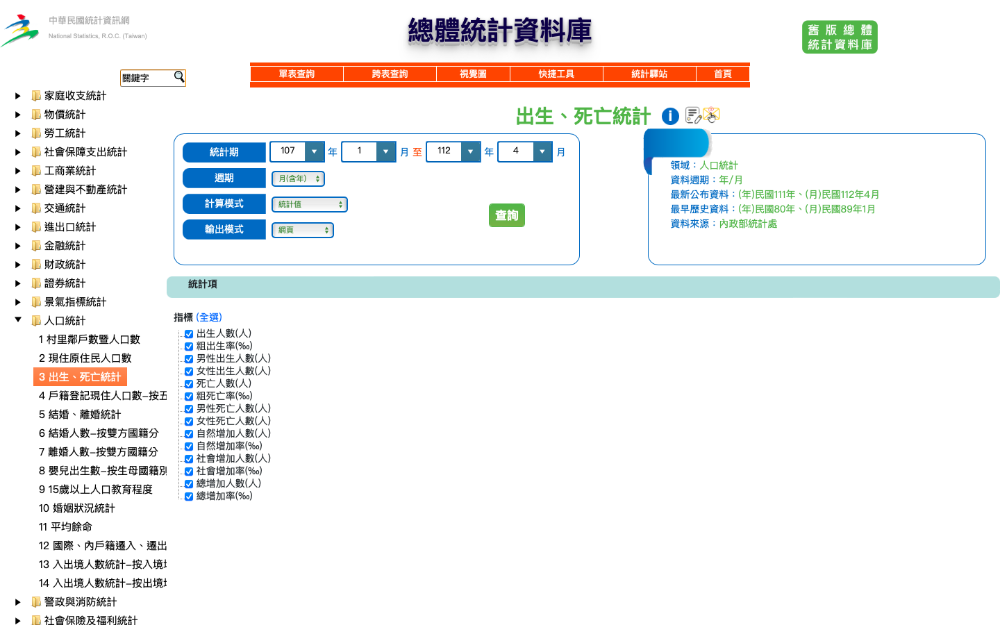 中華民國統計資訊網
National Statistics, R.O.C. (Taiwan)
總體統計資料庫
舊版總體
統計資料庫
關鍵字
單表查詢 跨表查詢 視覺圖 快捷工具 統計驛站 首頁
家庭收支統計
物價統計
勞工統計
社會保障支出統計
工商業統計
營建與不動產統計
交通統計
進出口統計
金融統計
財政統計
證券統計
景氣指標統計
人口統計
1 村里鄰戶數暨人口數
2 現住原住民人口數
3 出生、死亡統計
4 戶籍登記現住人口數–按五
5 結婚、離婚統計
6 結婚人數–按雙方國籍分
7 離婚人數–按雙方國籍分
8 嬰兒出生數–按生母國籍別
9 15歲以上人口教育程度
10 婚姻狀況統計
11 平均餘命
12 國際、內戶籍遷入、遷出
13 入出境人數統計–按入境
14 入出境人數統計–按出境
警政與消防統計
社會保險及福利統計
出生、死亡統計
統計期 107 年 1 月 至 112 年 4 月
週期 月(含年)
計算模式 統計值
輸出模式 網頁
查詢
領域：人口統計
資料週期：年/月
最新公布資料：(年)民國111年、(月)民國112年4月
最早歷史資料：(年)民國80年、(月)民國89年1月
資料來源：內政部統計處
統計項
指標 (全選)
出生人數(人)
粗出生率(‰)
男性出生人數(人)
女性出生人數(人)
死亡人數(人)
粗死亡率(‰)
男性死亡人數(人)
女性死亡人數(人)
自然增加人數(人)
自然增加率(‰)
社會增加人數(人)
社會增加率(‰)
總增加人數(人)
總增加率(‰)